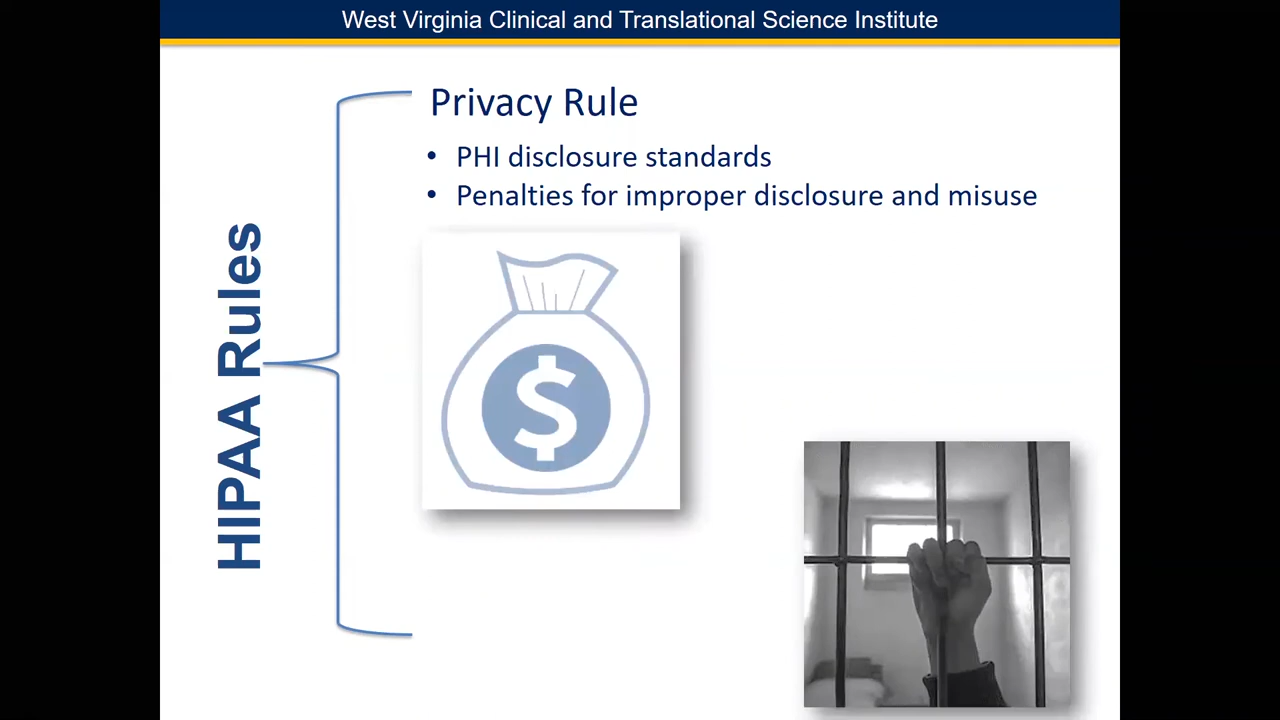 West Virginia Clinical and Translational Science Institute
HIPAA Rules
Privacy Rule
• PHI disclosure standards
• Penalties for improper disclosure and misuse
$